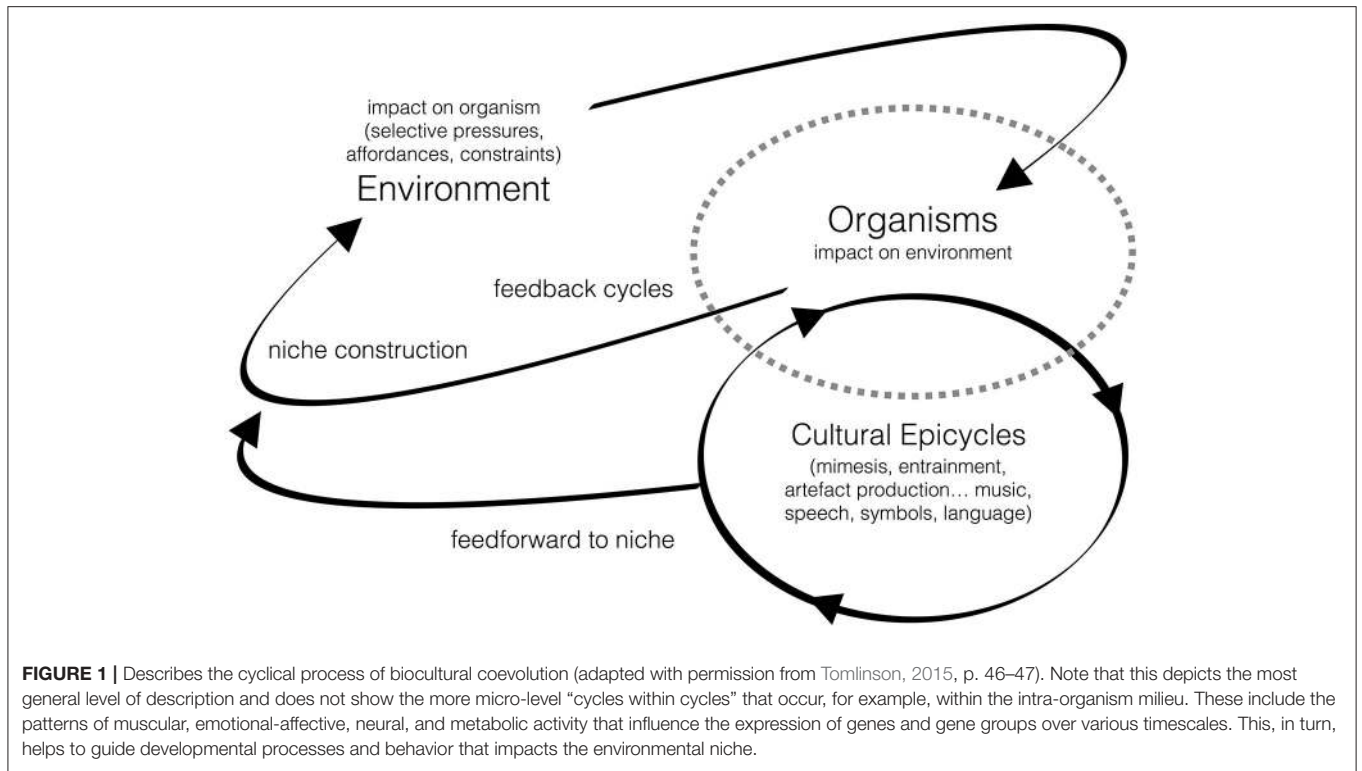 impact on organism
(selective pressures,
affordances, constraints)
Environment
Organisms
impact on environment
feedback cycles
niche construction
Cultural Epicycles
(mimesis, entrainment,
artefact production... music,
speech, symbols, language)
feedforward to niche
FIGURE 1 | Describes the cyclical process of biocultural coevolution (adapted with permission from Tomlinson, 2015, p. 46–47). Note that this depicts the most
general level of description and does not show the more micro-level “cycles within cycles” that occur, for example, within the intra-organism milieu. These include the
patterns of muscular, emotional-affective, neural, and metabolic activity that influence the expression of genes and gene groups over various timescales. This, in turn,
helps to guide developmental processes and behavior that impacts the environmental niche.